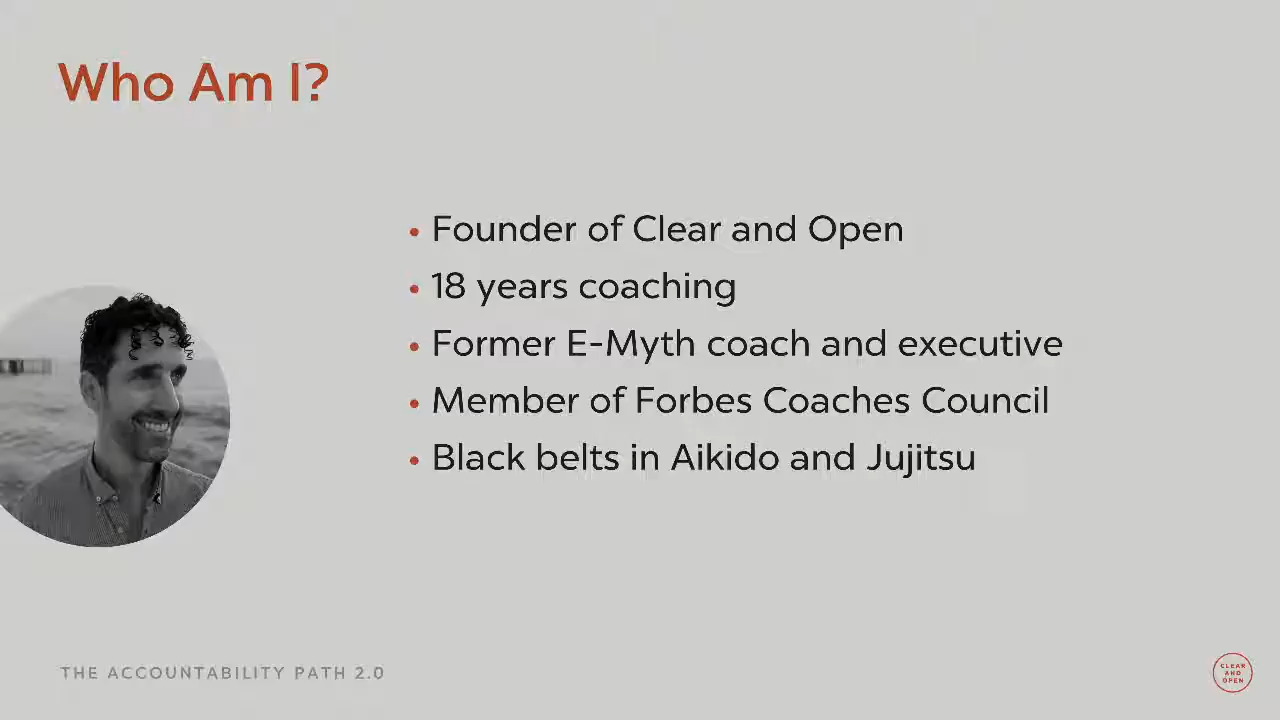 Who Am I?
• Founder of Clear and Open
• 18 years coaching
• Former E-Myth coach and executive
• Member of Forbes Coaches Council
• Black belts in Aikido and Jujitsu
THE ACCOUNTABILITY PATH 2.0
CLEAR
AND
OPEN